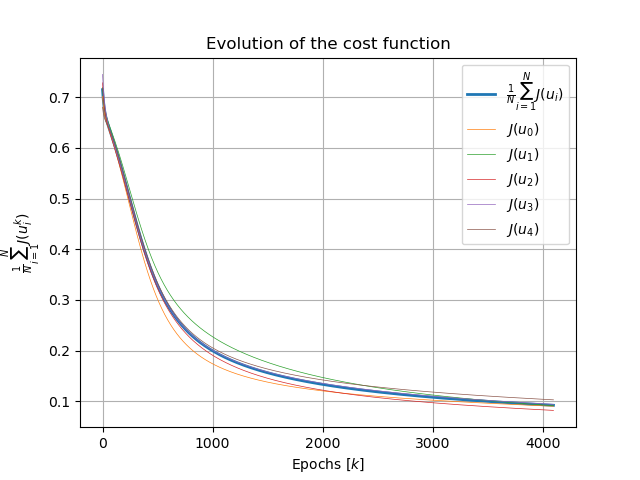 Evolution of the cost function
0.7
0.6
0.5
0.4
0.3
0.2
0.1
0
1000
2000
3000
4000
Epochs [k]
1/N ∑_{i=1}^{N} J(u_i^k)
1/N ∑_{i=1}^{N} J(u_i)
J(u_0)
J(u_1)
J(u_2)
J(u_3)
J(u_4)